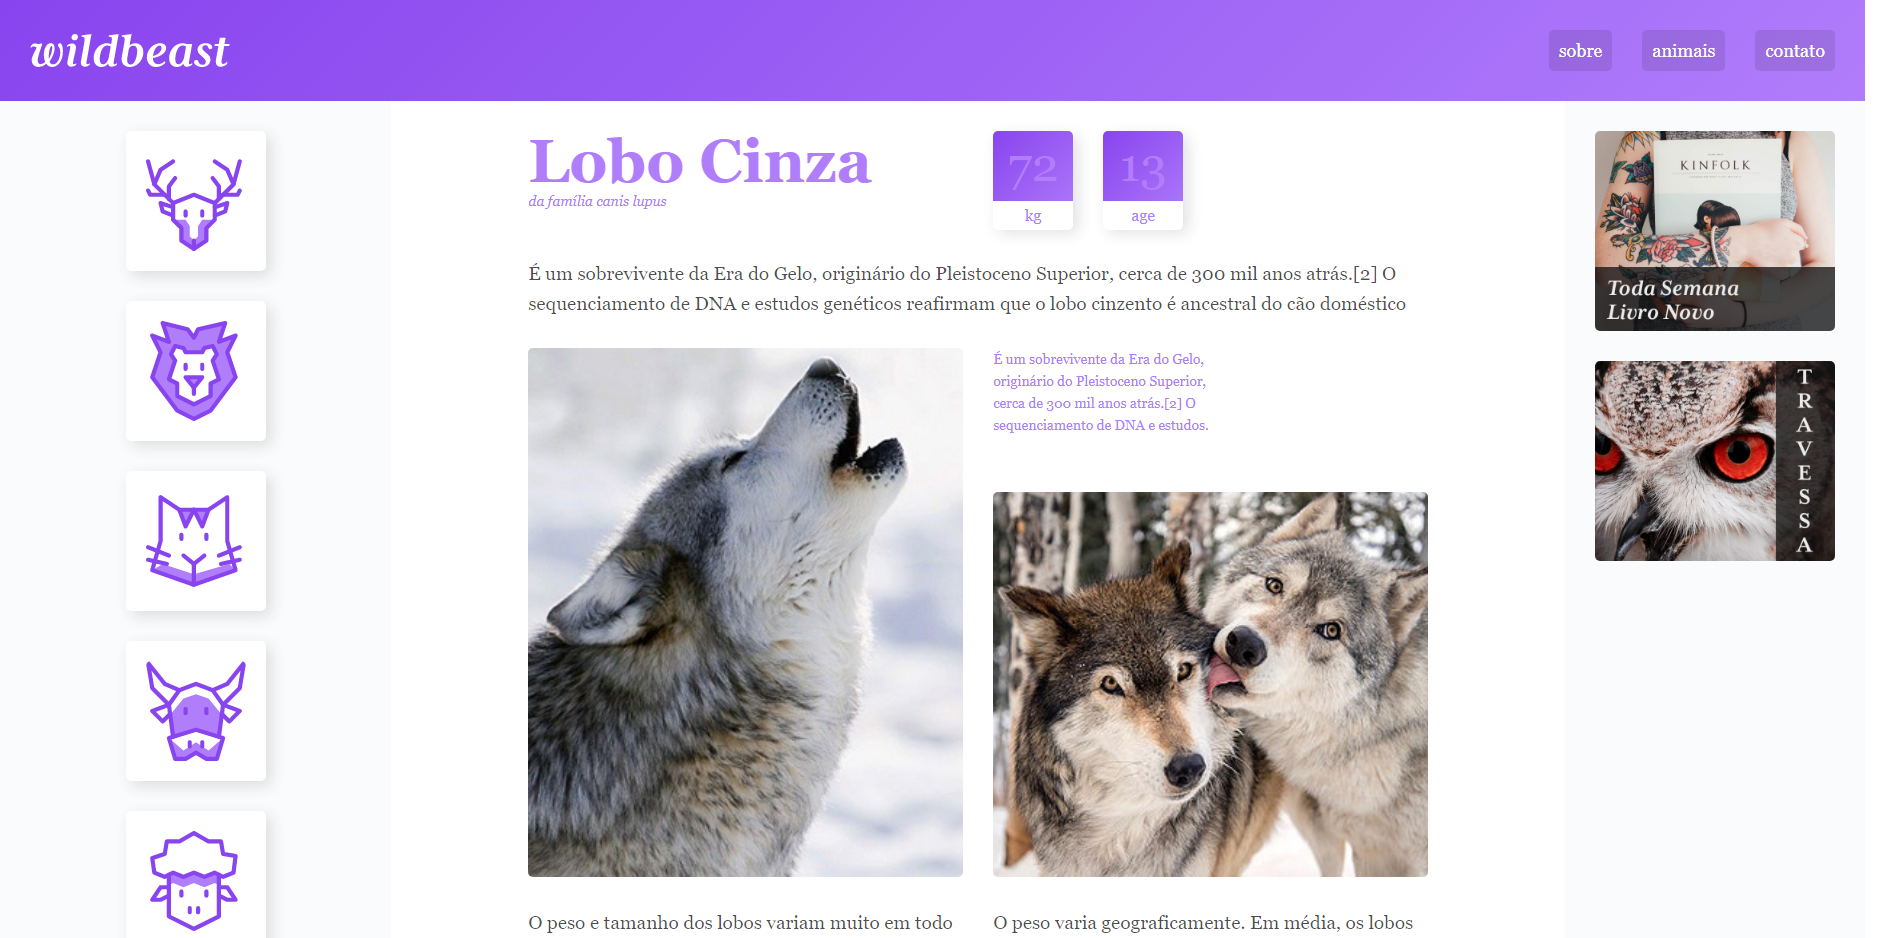 wildbeast
sobre
animais
contato
Lobo Cinza
da família canis lupus
72
kg
13
age
É um sobrevivente da Era do Gelo, originário do Pleistoceno Superior, cerca de 300 mil anos atrás.[2] O
sequenciamento de DNA e estudos genéticos reafirmam que o lobo cinzento é ancestral do cão doméstico
É um sobrevivente da Era do Gelo,
originário do Pleistoceno Superior,
cerca de 300 mil anos atrás.[2] O
sequenciamento de DNA e estudos.
O peso e tamanho dos lobos variam muito em todo
O peso varia geograficamente. Em média, os lobos
KINFOLK
Toda Semana
Livro Novo
TRAVESSA